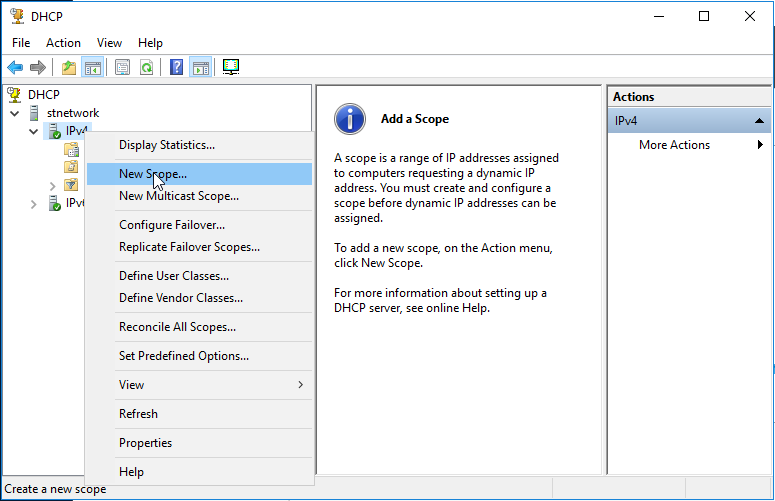 DHCP
File Action View Help
DHCP
stnetwork
IPv4
Display Statistics...
New Scope...
New Multicast Scope...
Configure Failover...
Replicate Failover Scopes...
Define User Classes...
Define Vendor Classes...
Reconcile All Scopes...
Set Predefined Options...
View
Refresh
Properties
Help
Add a Scope
A scope is a range of IP addresses assigned
to computers requesting a dynamic IP
address. You must create and configure a
scope before dynamic IP addresses can be
assigned.
To add a new scope, on the Action menu,
click New Scope.
For more information about setting up a
DHCP server, see online Help.
Actions
IPv4
More Actions
Create a new scope